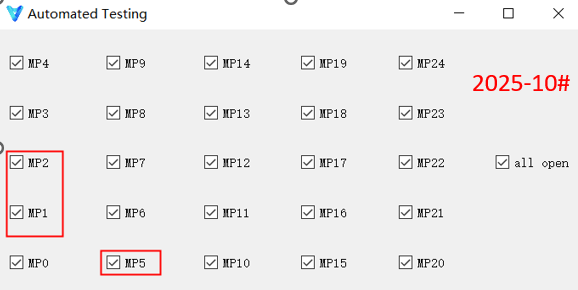 Automated Testing
MP4 MP9 MP14 MP19 MP24
2025-10#
MP3 MP8 MP13 MP18 MP23
MP2 MP7 MP12 MP17 MP22 all open
MP1 MP6 MP11 MP16 MP21
MP0 MP5 MP10 MP15 MP20